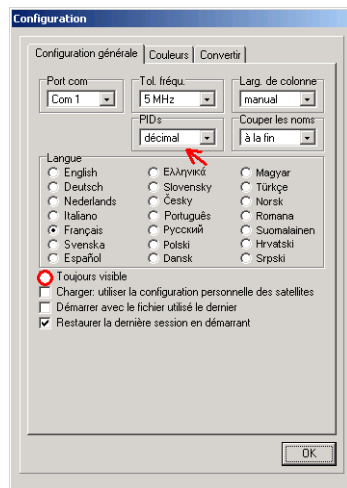 Configuration
Configuration générale Couleurs Convertir
Port com Tol. fréqu. Larg. de colonne
Com 1 5 MHz manual
PIDs Couper les noms
décimal à la fin
Langue
English Ελληνικά Magyar
Deutsch Slovensky Türkçe
Nederlands Česky Norsk
Italiano Português Romana
Français Русский Suomalainen
Svenska Polski Hrvatski
Español Dansk Srpski
Toujours visible
Charger: utiliser la configuration personnelle des satellites
Démarrer avec le fichier utilisé le dernier
Restaurer la dernière session en démarrant
OK